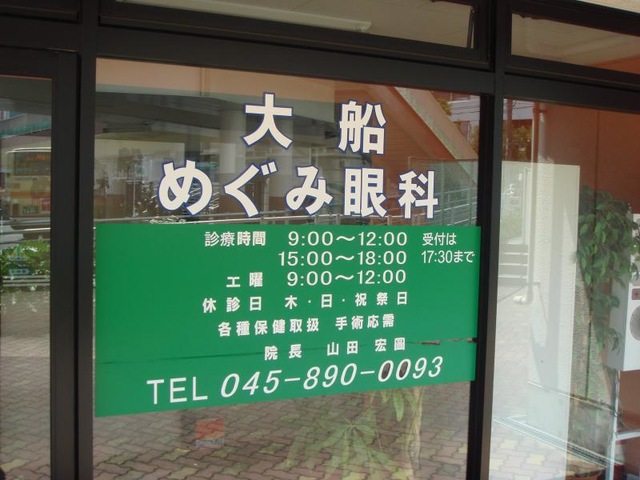 大船
めぐみ眼科
診療時間 9:00～12:00 受付は
15:00～18:00 17:30まで
工曜 9:00～12:00
休診日 木・日・祝祭日
各種保健取扱 手術応需
院長 山田 宏圖
TEL 045-890-0093